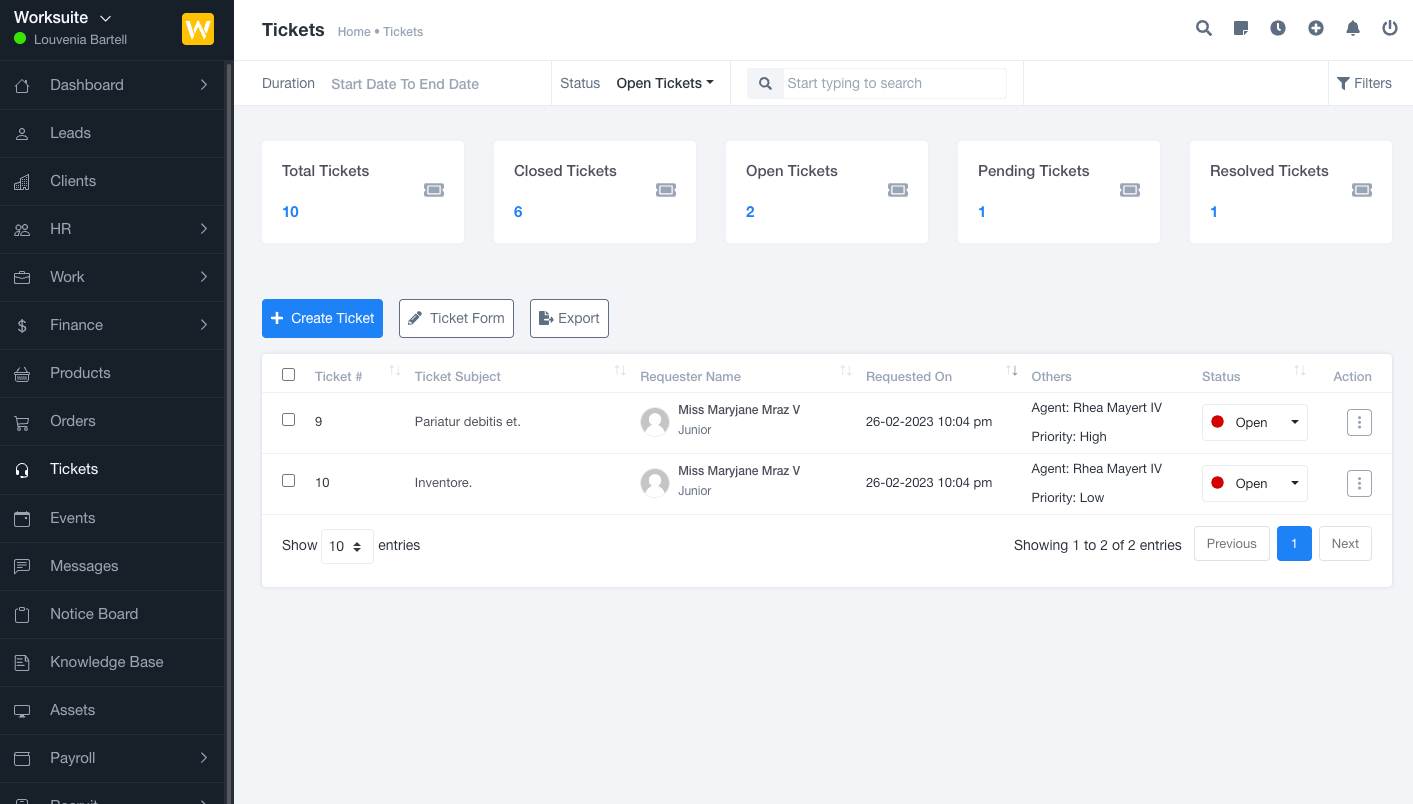 Worksuite
Louvenia Bartell
W
Dashboard
Leads
Clients
HR
Work
Finance
Products
Orders
Tickets
Events
Messages
Notice Board
Knowledge Base
Assets
Payroll
Recruit
Tickets Home • Tickets
Duration Start Date To End Date Status Open Tickets Start typing to search Filters
Total Tickets Closed Tickets Open Tickets Pending Tickets Resolved Tickets
10 6 2 1 1
Create Ticket Ticket Form Export
Ticket # Ticket Subject Requester Name Requested On Others Status Action
9 Pariatur debitis et. Miss Maryjane Mraz V Junior 26-02-2023 10:04 pm Agent: Rhea Mayert IV Priority: High Open
10 Inventore. Miss Maryjane Mraz V Junior 26-02-2023 10:04 pm Agent: Rhea Mayert IV Priority: Low Open
Show 10 entries Showing 1 to 2 of 2 entries Previous 1 Next